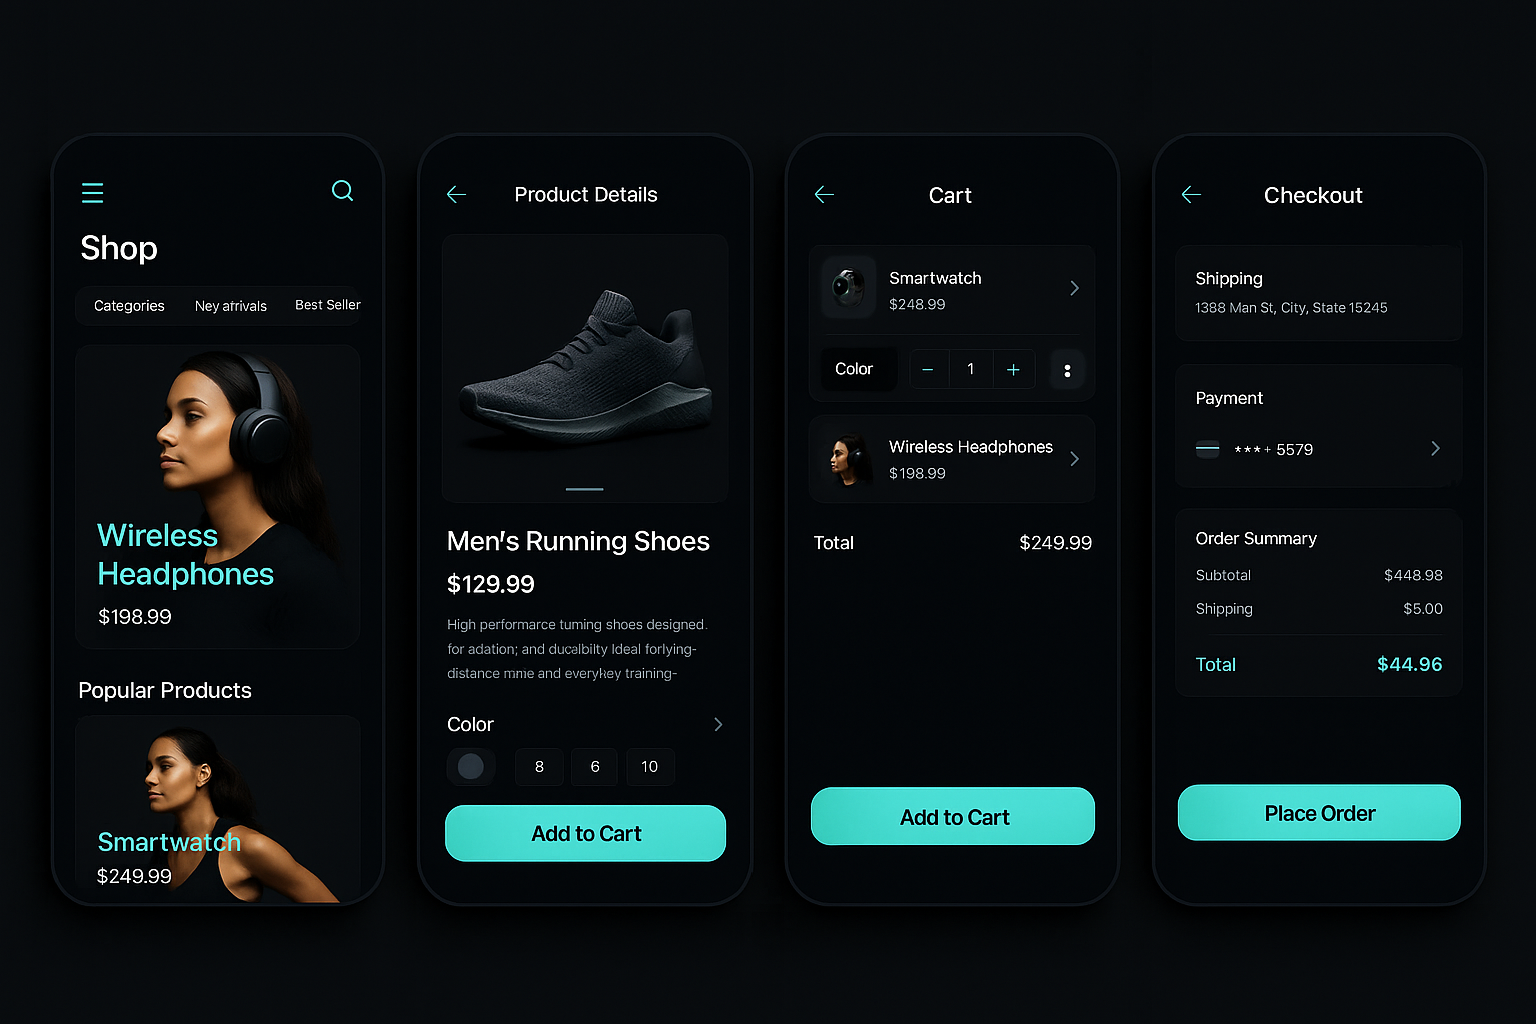 Shop
Categories Ney atrivals Best Seller
Wireless
Headphones
$198.99
Popular Products
Smartwatch
$249.99
Product Details
Men's Running Shoes
$129.99
High performarce tuming shoes designed.
for adation; and ducalbilty Ideal forlying-
distance mme and everykey training-
Color
8 6 10
Add to Cart
Cart
Smartwatch
$248.99
Color − 1 +
Wireless Headphones
$198.99
Total $249.99
Add to Cart
Checkout
Shipping
1388 Man St, City, State 15245
Payment
***+ 5579
Order Summary
Subtotal $448.98
Shipping $5.00
Total $44.96
Place Order